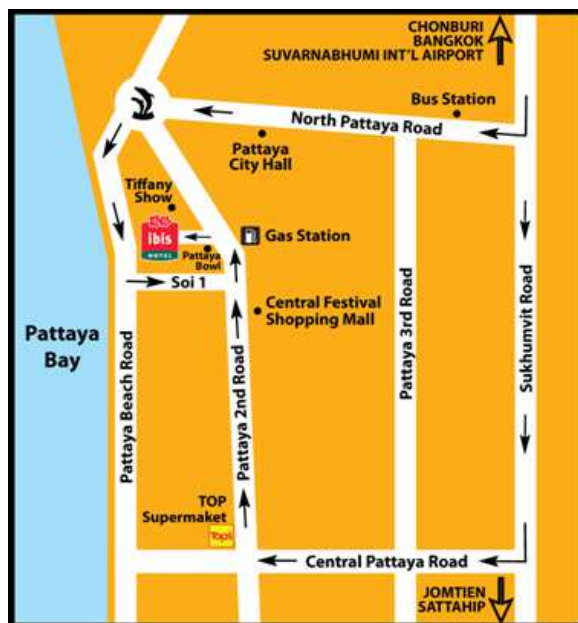 CHONBURI
BANGKOK
SUVARNABHUMI INT'L AIRPORT
Bus Station
North Pattaya Road
Pattaya
City Hall
Tiffany
Show
ibis
HOTEL
Pattaya
Bowl
Gas Station
Soi 1
Central Festival
Shopping Mall
Pattaya
Bay
Pattaya Beach Road
Pattaya 2nd Road
Pattaya 3rd Road
Sukhumvit Road
TOP
Supermaket
Tops
Central Pattaya Road
JOMTIEN
SATTAHIP